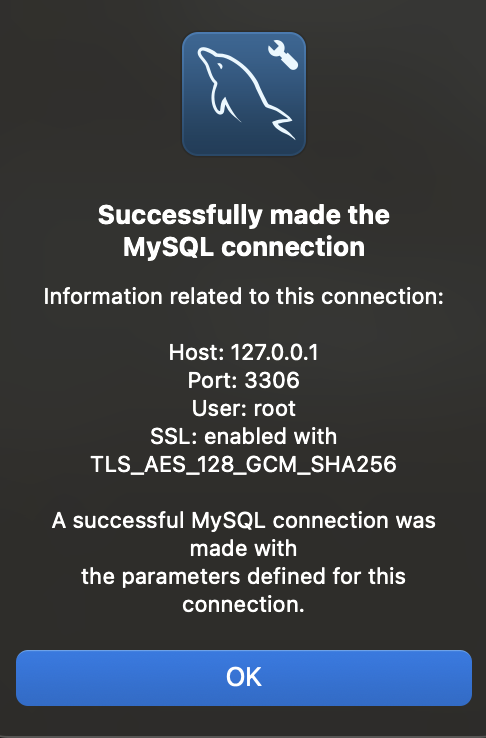 Successfully made the
MySQL connection
Information related to this connection:
Host: 127.0.0.1
Port: 3306
User: root
SSL: enabled with
TLS_AES_128_GCM_SHA256
A successful MySQL connection was
made with
the parameters defined for this
connection.
OK